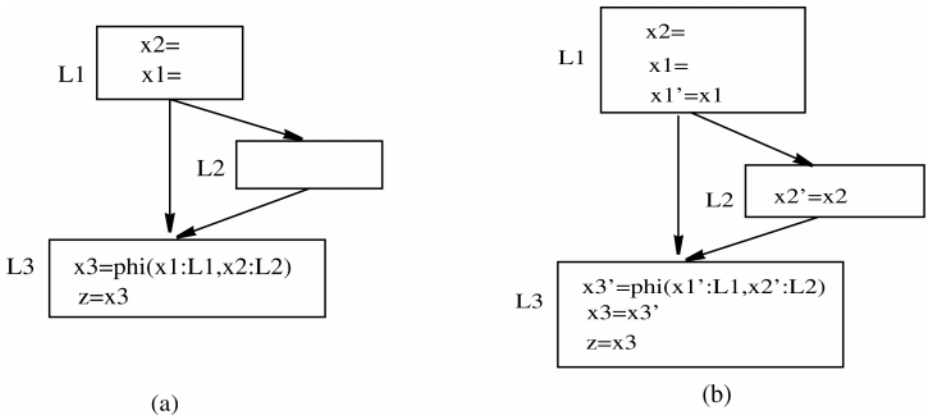 x2=
x1=
L1
L2
L3
x3=phi(x1:L1,x2:L2)
z=x3
(a)
x2=
L1
x1=
x1’=x1
L2
x2’=x2
L3
x3’=phi(x1’:L1,x2’:L2)
x3=x3’
z=x3
(b)